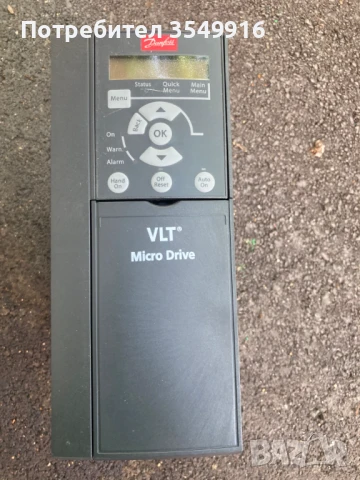 Потребител 3549916
Danfoss
Status Quick Menu Main Menu
Menu
Back
On
OK
Warn.
Alarm
Hand On
Off Reset
Auto On
VLT®
Micro Drive
bazar